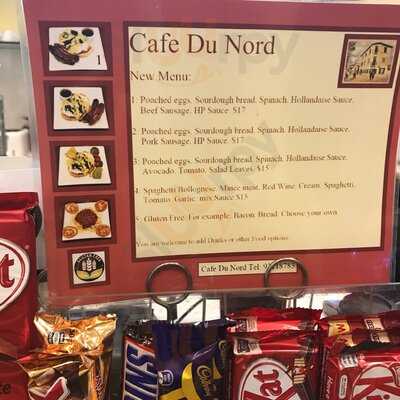 Cafe Du Nord
New Menu:
1: Poached eggs. Sourdough bread. Spinach. Hollandaise Sauce.
Beef Sausage. HP Sauce. $17
2: Poached eggs. Sourdough bread. Spinach. Hollandaise Sauce.
Pork Sausage. HP Sauce. $17
3: Poached eggs. Sourdough bread. Spinach. Hollandaise Sauce.
Avocado. Tomato. Salad Leaves. $15
4: Spaghetti Bollognese. Mince meat. Red Wine. Cream. Spaghetti.
Tomato. Garlic. mix Sauce $15
5: Gluten Free. For example: Bacon. Bread. Choose your own
You are welcome to add Drinks or other Food options
Cafe Du Nord Tel:
1
SNI
Cadbury
Kit